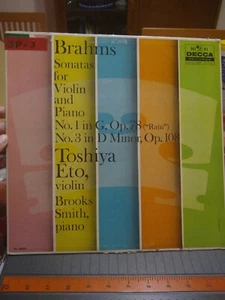 Brahms
DECCA
Sonatas
for
Violin
and
Piano
No. 1 in G, Op. 78 ("Rain")
No. 3 in D Minor, Op. 108
Toshiya
Eto,
violin
Brooks
Smith,
piano